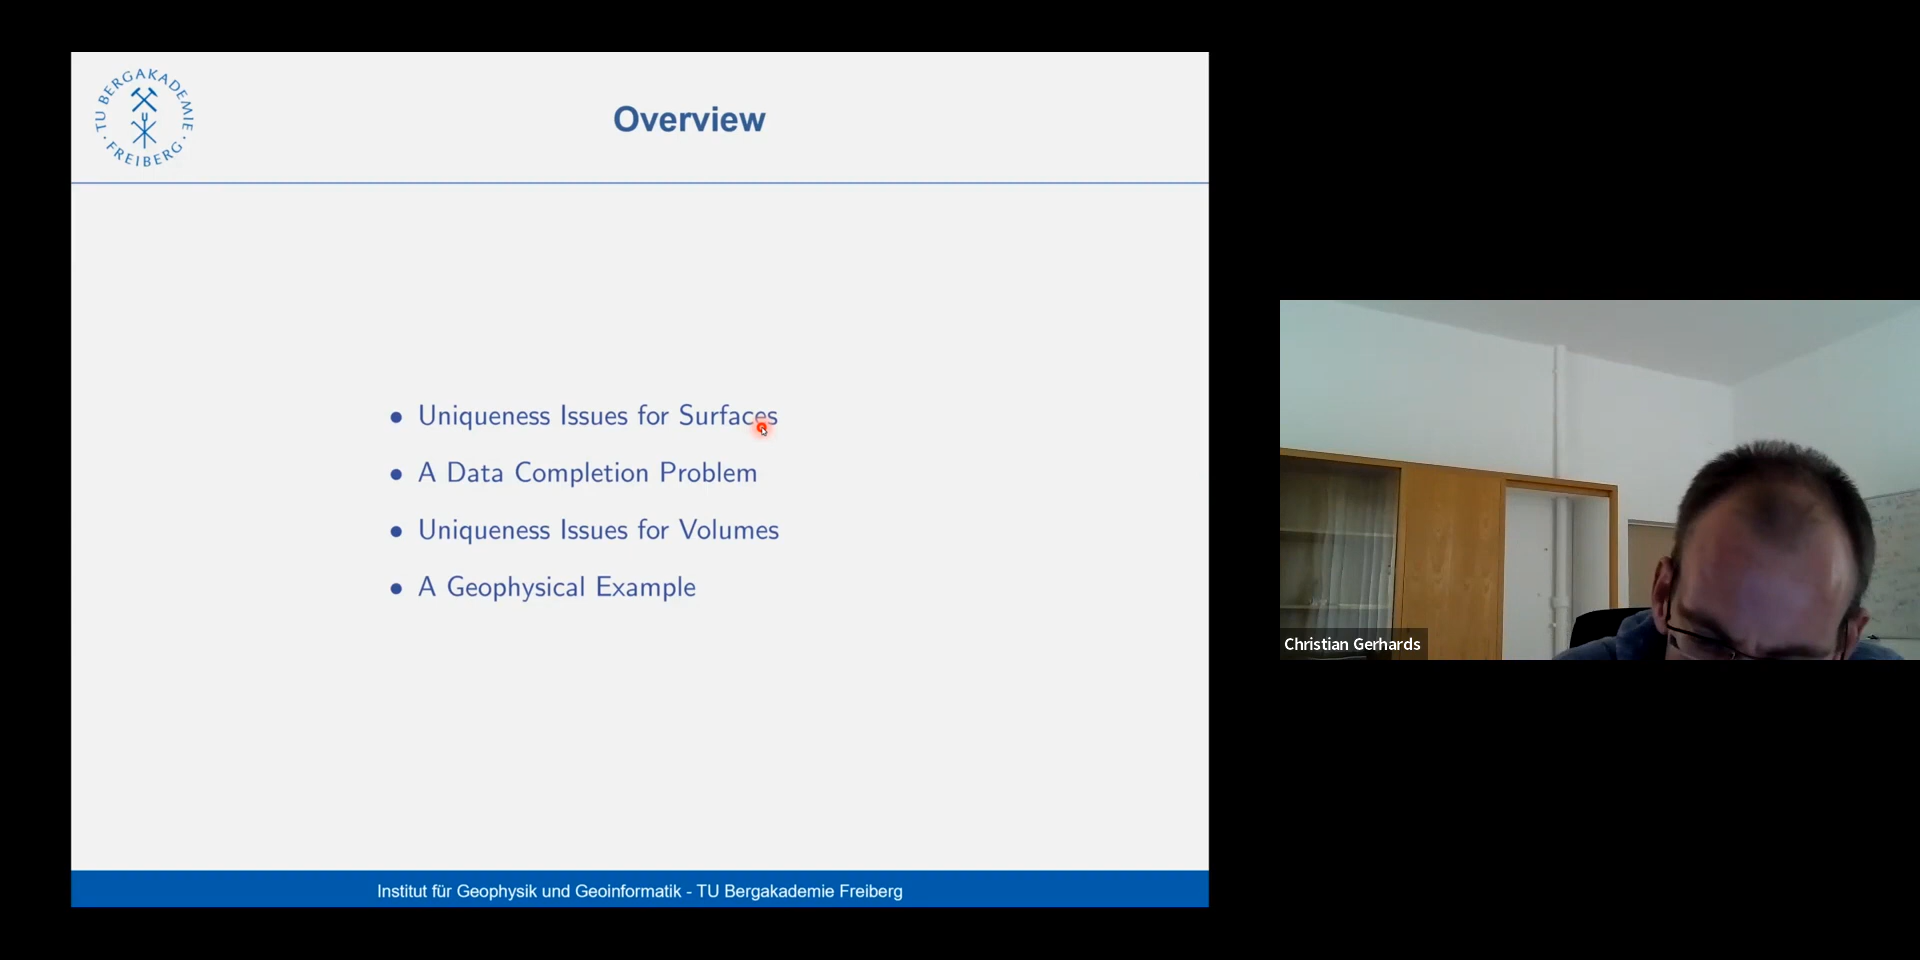 TU BERGAKADEMIE
· FREIBERG ·
Overview
• Uniqueness Issues for Surfaces
• A Data Completion Problem
• Uniqueness Issues for Volumes
• A Geophysical Example
Institut für Geophysik und Geoinformatik - TU Bergakademie Freiberg
Christian Gerhards